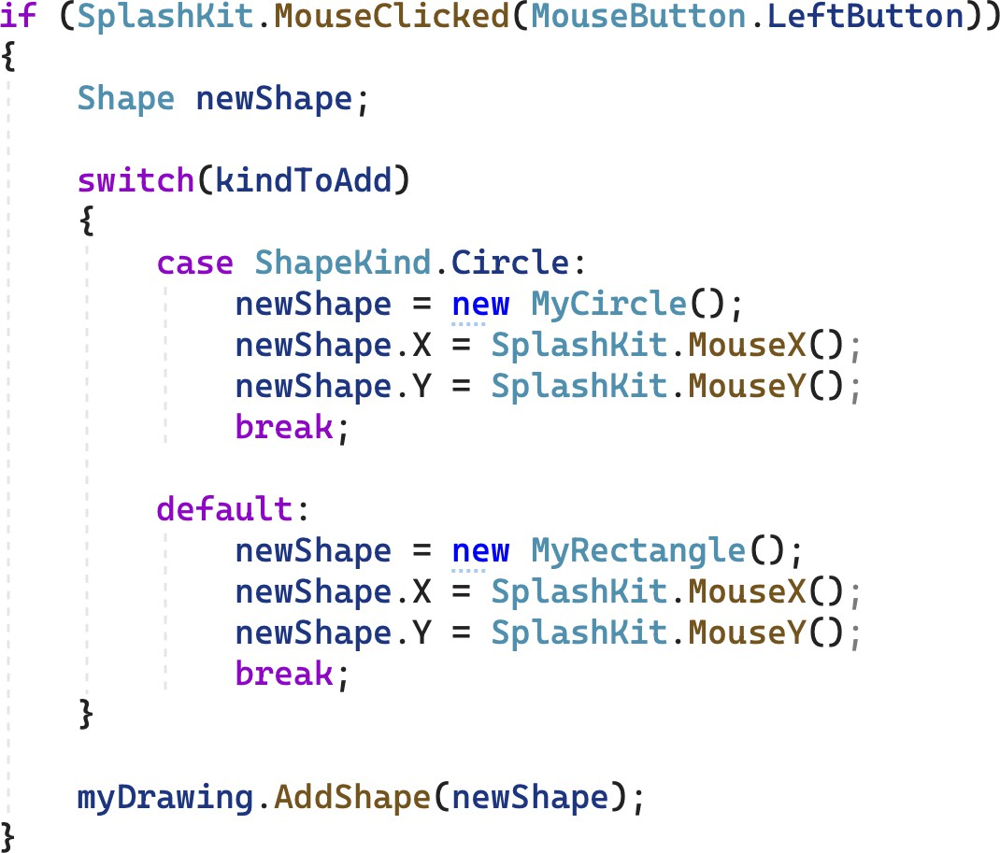 if (SplashKit.MouseClicked(MouseButton.LeftButton))
{
    Shape newShape;

    switch(kindToAdd)
    {
        case ShapeKind.Circle:
            newShape = new MyCircle();
            newShape.X = SplashKit.MouseX();
            newShape.Y = SplashKit.MouseY();
            break;

        default:
            newShape = new MyRectangle();
            newShape.X = SplashKit.MouseX();
            newShape.Y = SplashKit.MouseY();
            break;
    }

    myDrawing.AddShape(newShape);
}